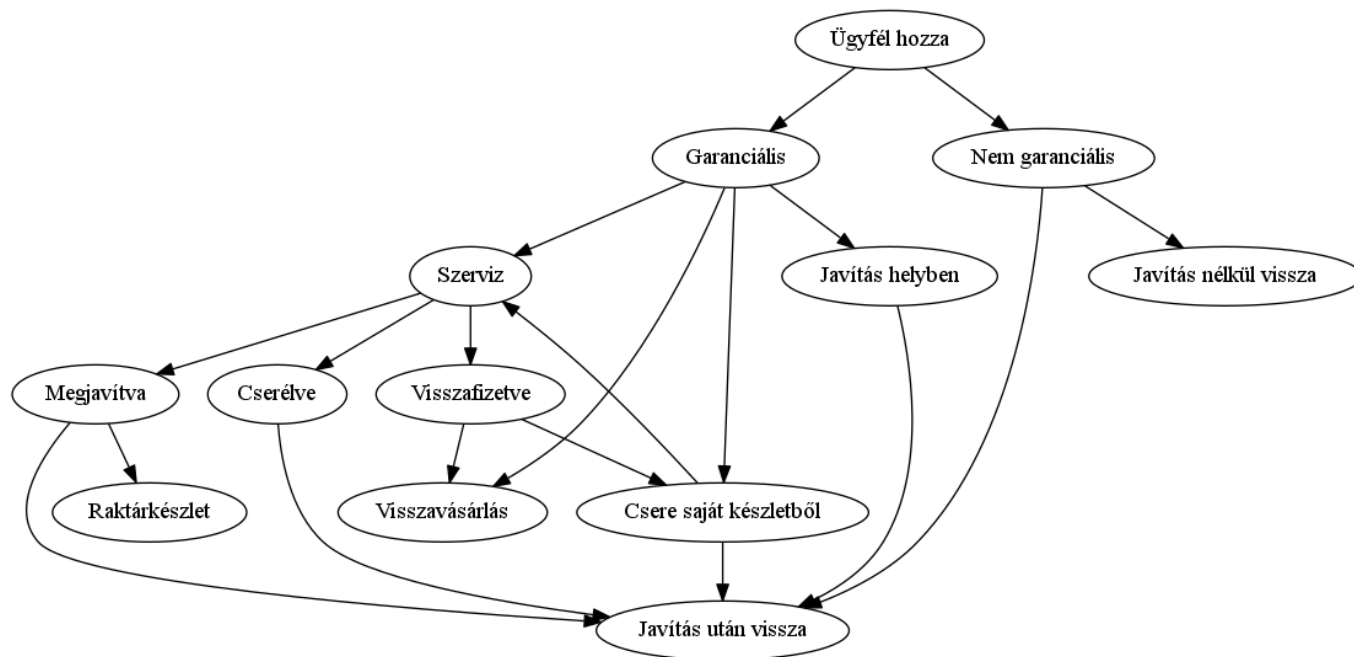 Ügyfél hozza
Garanciális
Nem garanciális
Szerviz
Javítás helyben
Javítás nélkül vissza
Megjavítva
Cserélve
Visszafizetve
Raktárkészlet
Visszavásárlás
Csere saját készletből
Javítás után vissza